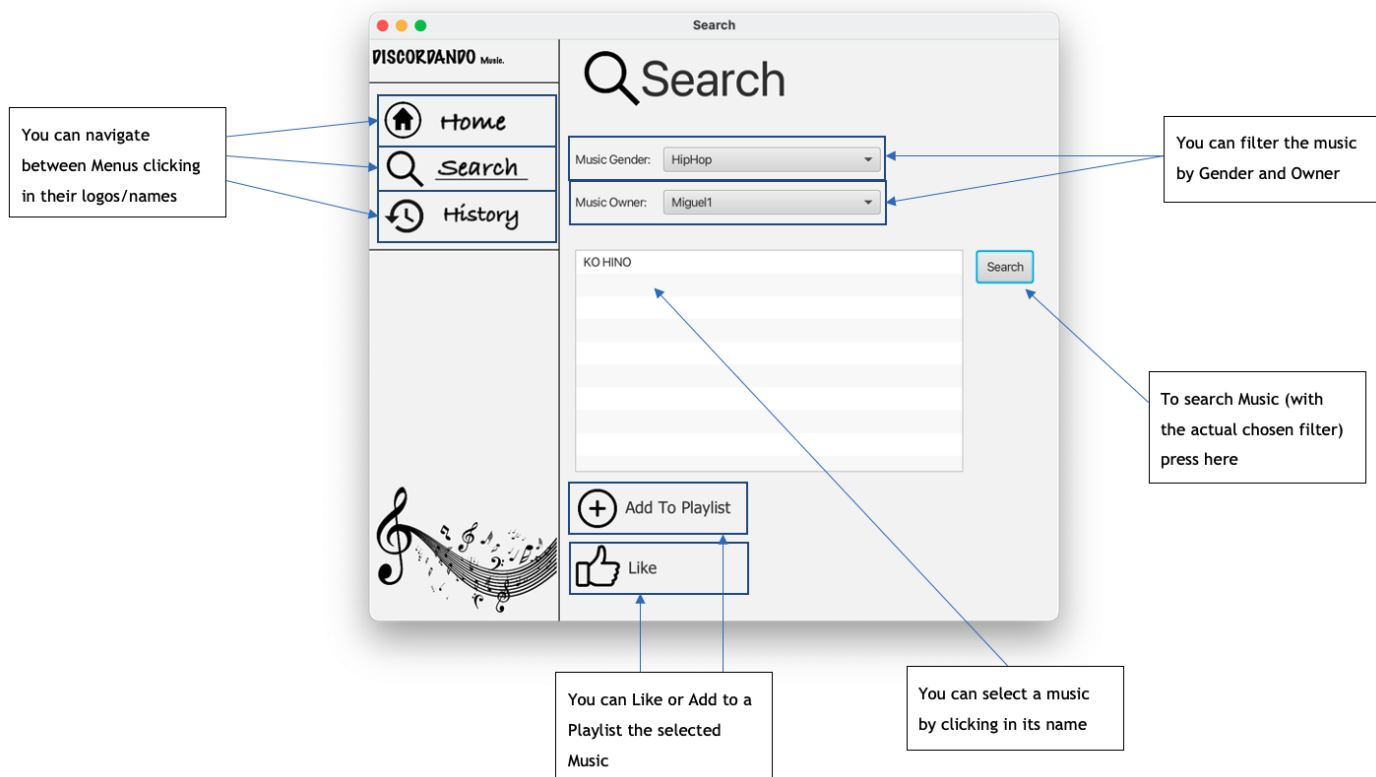 Search
DISCORDANDO Music.
Search
Home
Search
History
You can navigate
between Menus clicking
in their logos/names
Music Gender: HipHop
Music Owner: Miguel1
You can filter the music
by Gender and Owner
KO HINO
Search
To search Music (with
the actual chosen filter)
press here
Add To Playlist
Like
You can Like or Add to a
Playlist the selected
Music
You can select a music
by clicking in its name